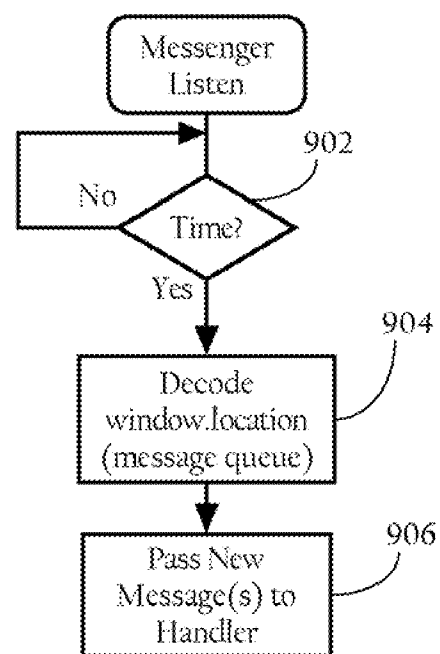 Messenger
Listen
902
No
Time?
Yes
904
Decode
window.location
(message queue)
906
Pass New
Message(s) to
Handler